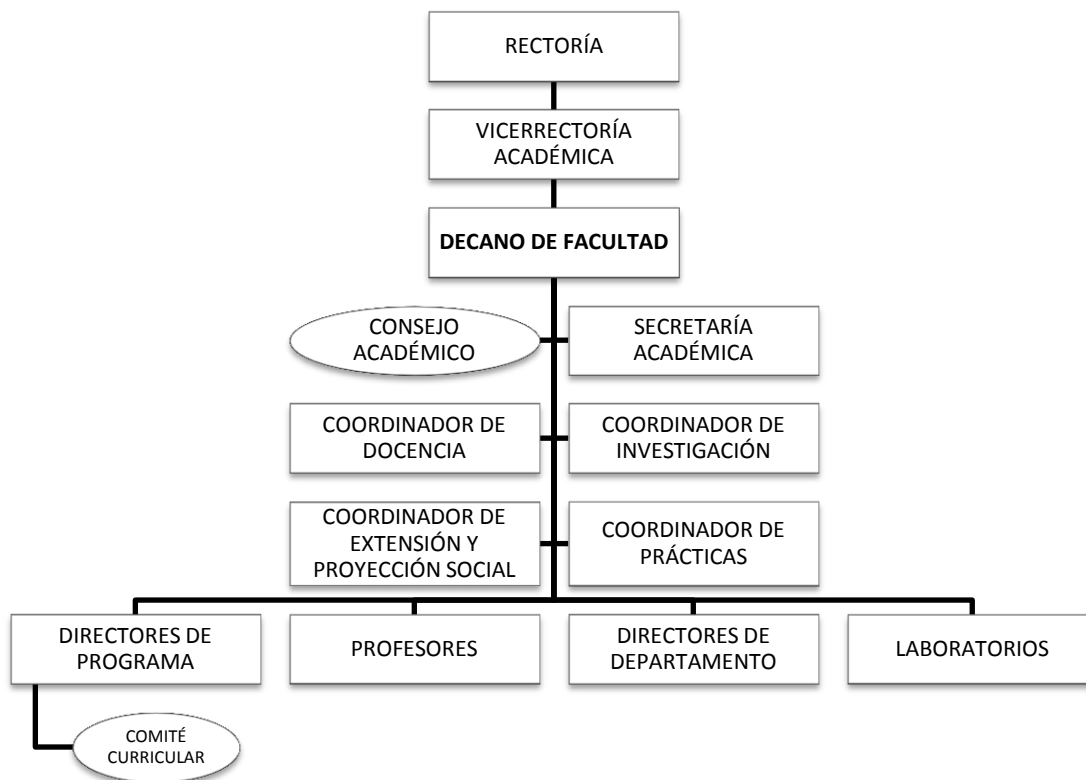 RECTORÍA
VICERRECTORÍA
ACADÉMICA
DECANO DE FACULTAD
CONSEJO
ACADÉMICO
SECRETARÍA
ACADÉMICA
COORDINADOR DE
DOCENCIA
COORDINADOR DE
INVESTIGACIÓN
COORDINADOR DE
EXTENSIÓN Y
PROYECCIÓN SOCIAL
COORDINADOR DE
PRÁCTICAS
DIRECTORES DE
PROGRAMA
PROFESORES
DIRECTORES DE
DEPARTAMENTO
LABORATORIOS
COMITÉ
CURRICULAR